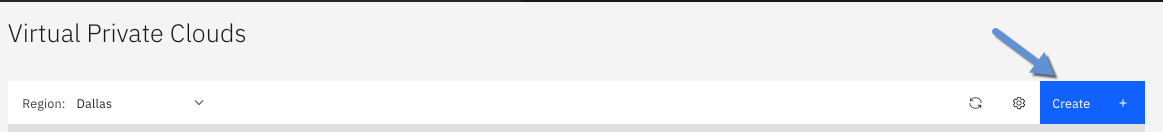 Virtual Private Clouds
Region: Dallas
Create +